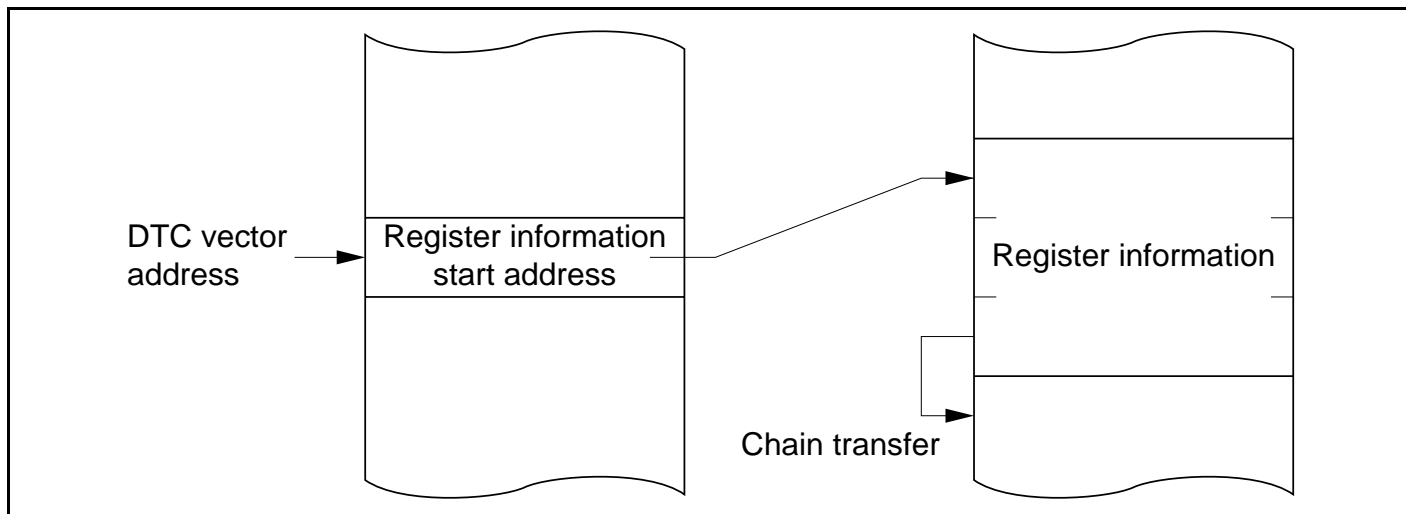 DTC vector
address
Register information
start address
Register information
Chain transfer